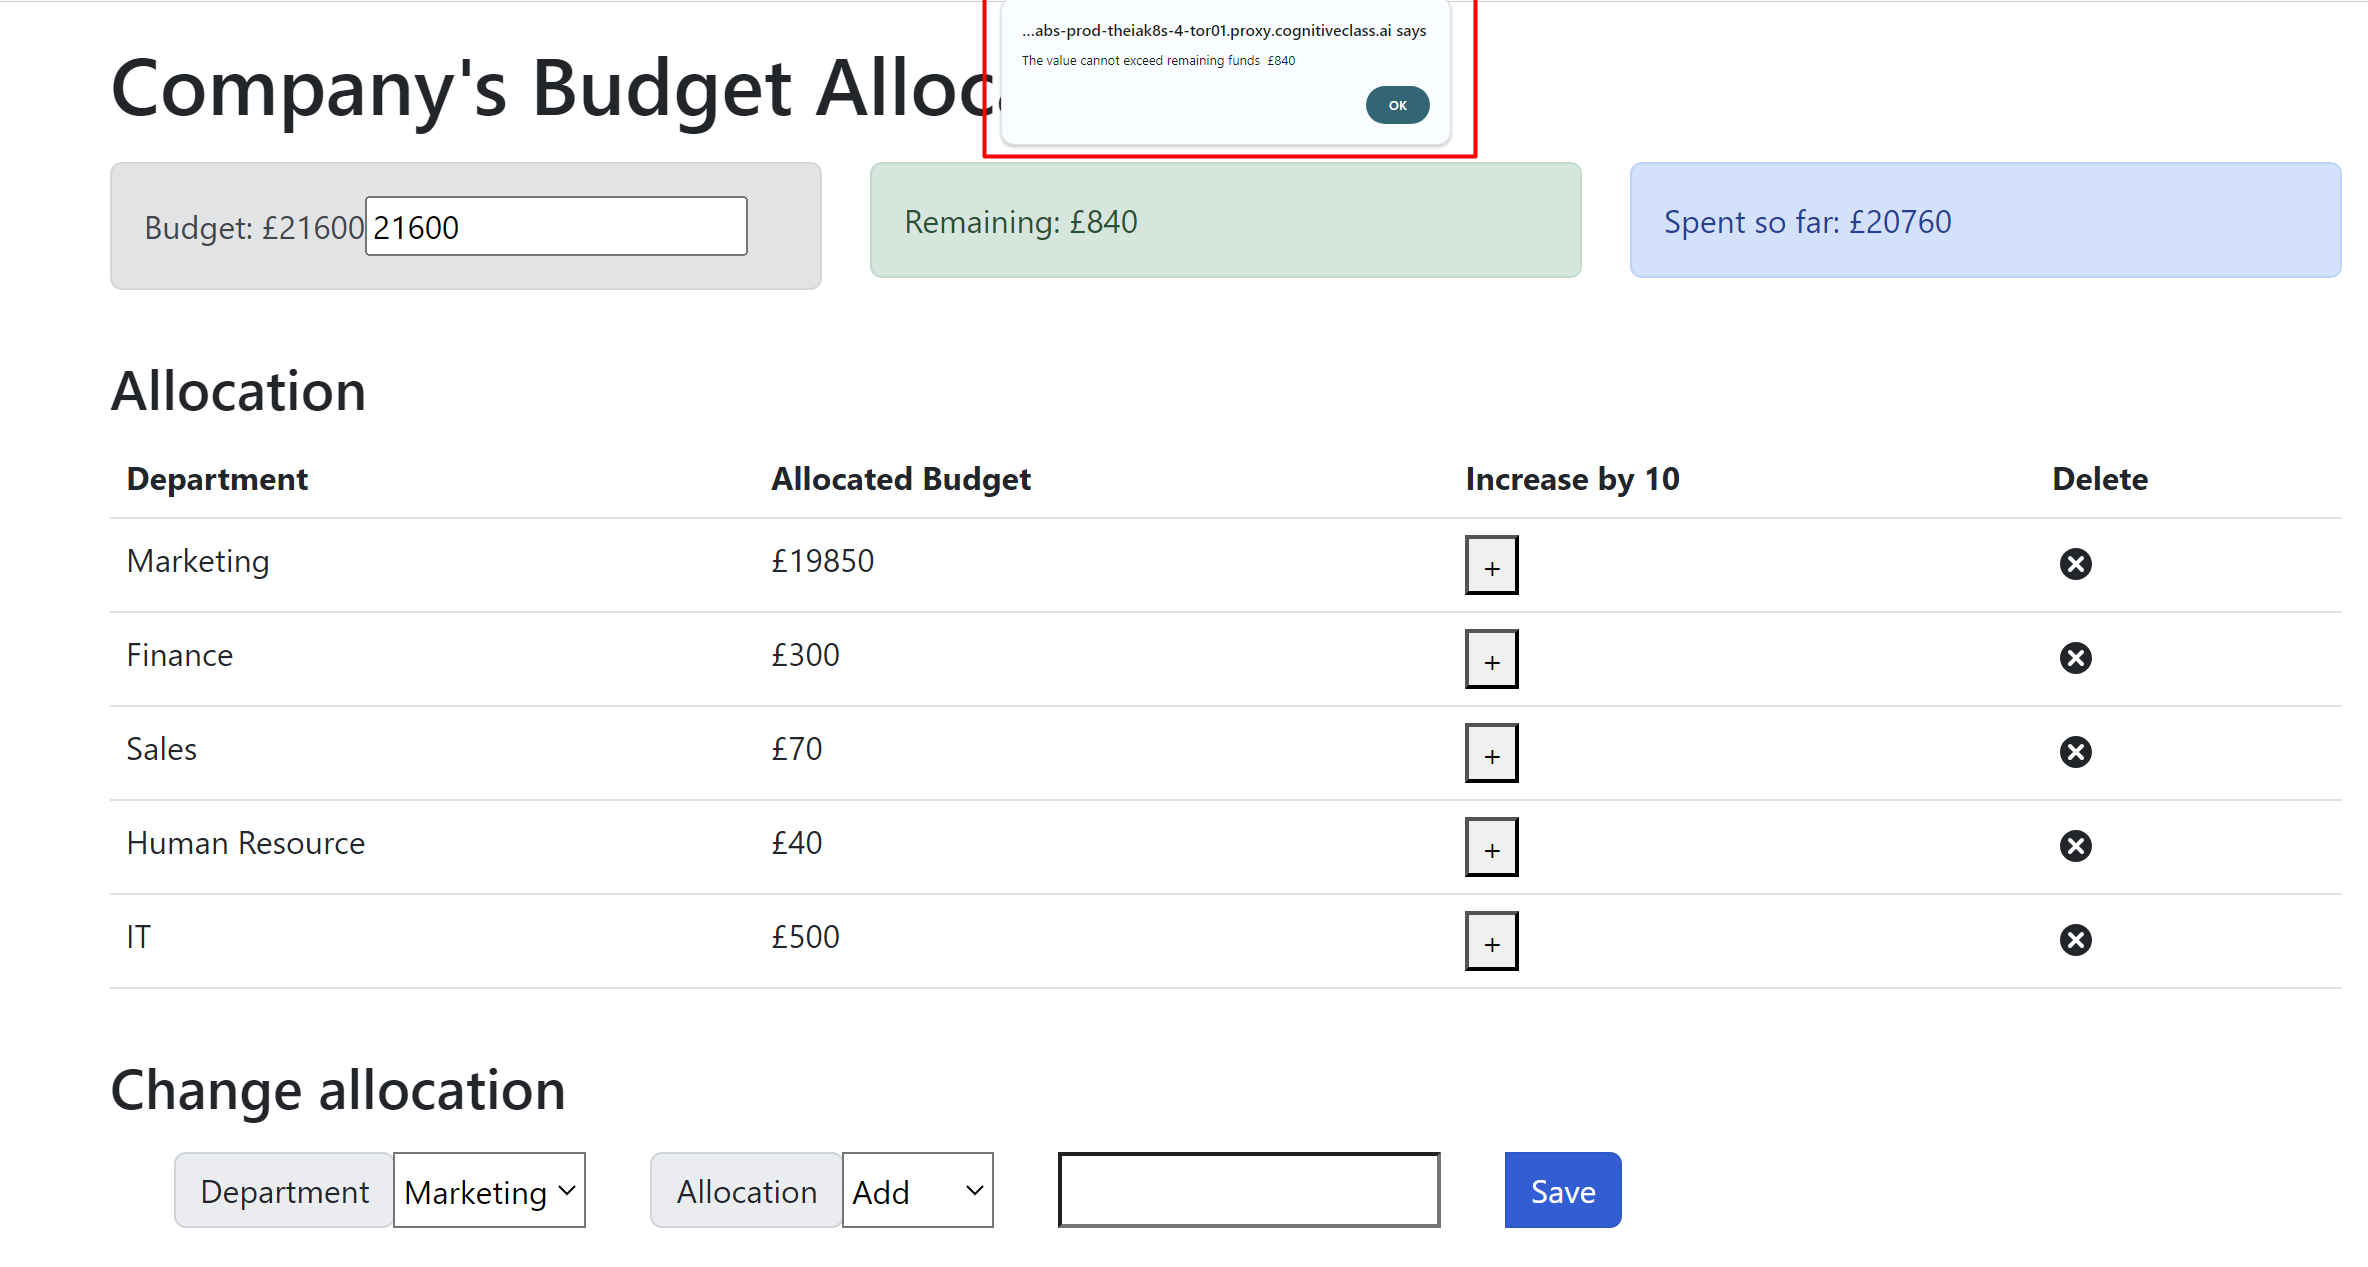 ...abs-prod-theiak8s-4-tor01.proxy.cognitiveclass.ai says
The value cannot exceed remaining funds £840
OK
Company's Budget Alloc
Budget: £21600 21600
Remaining: £840
Spent so far: £20760
Allocation
Department Allocated Budget Increase by 10 Delete
Marketing £19850 +
Finance £300 +
Sales £70 +
Human Resource £40 +
IT £500 +
Change allocation
Department Marketing Allocation Add Save